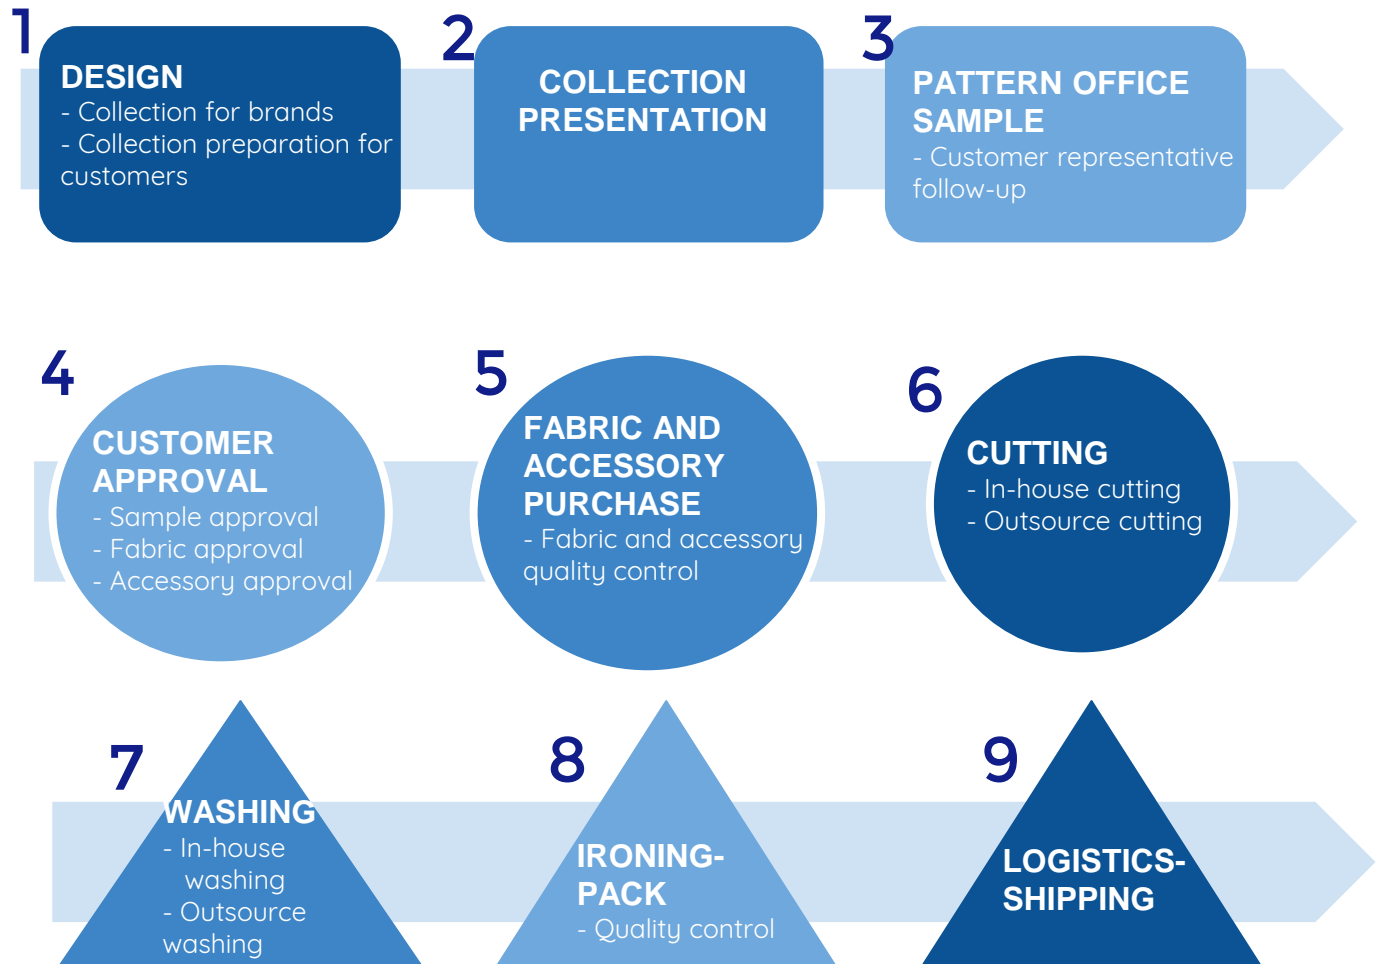 1
DESIGN
- Collection for brands
- Collection preparation for
customers
2
COLLECTION
PRESENTATION
3
PATTERN OFFICE
SAMPLE
- Customer representative
follow-up
4
CUSTOMER
APPROVAL
- Sample approval
- Fabric approval
- Accessory approval
5
FABRIC AND
ACCESSORY
PURCHASE
- Fabric and accessory
quality control
6
CUTTING
- In-house cutting
- Outsource cutting
7
WASHING
- In-house
washing
- Outsource
washing
8
IRONING-
PACK
- Quality control
9
LOGISTICS-
SHIPPING